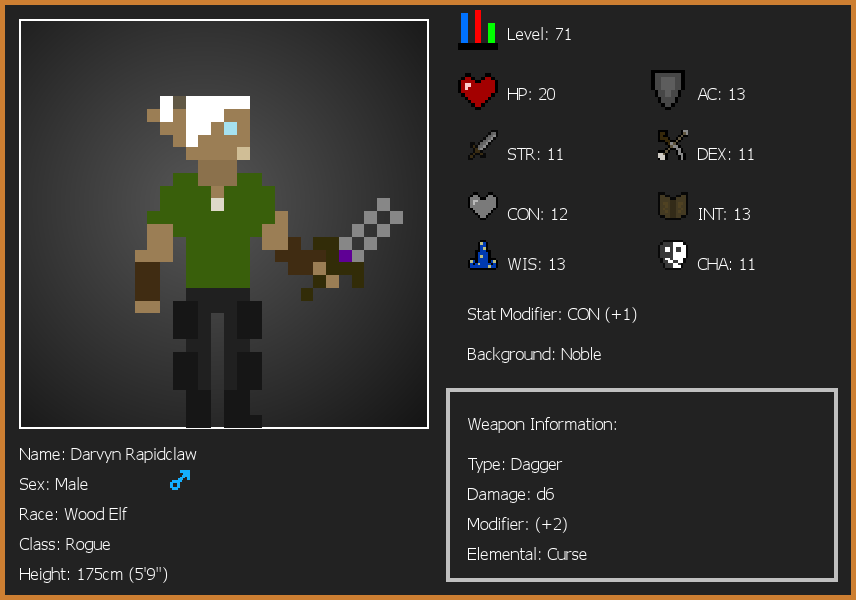 Level: 71
HP: 20
AC: 13
STR: 11
DEX: 11
CON: 12
INT: 13
WIS: 13
CHA: 11
Stat Modifier: CON (+1)
Background: Noble
Weapon Information:
Type: Dagger
Damage: d6
Modifier: (+2)
Elemental: Curse
Name: Darvyn Rapidclaw
Sex: Male
Race: Wood Elf
Class: Rogue
Height: 175cm (5'9")